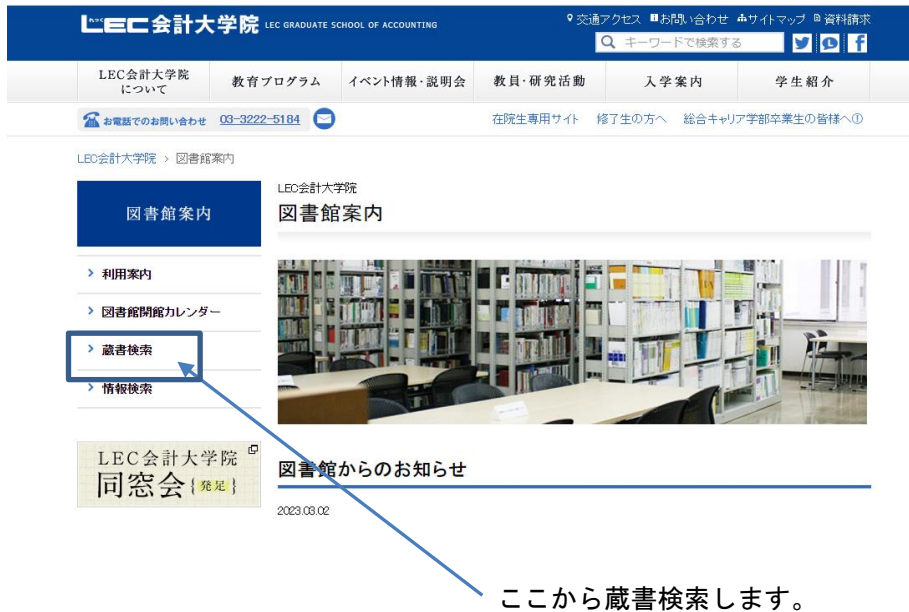 LEC会計大学院 LEC GRADUATE SCHOOL OF ACCOUNTING
交通アクセス お問い合わせ サイトマップ 資料請求
キーワードで検索する
LEC会計大学院
について
教育プログラム イベント情報・説明会 教員・研究活動 入学案内 学生紹介
お電話でのお問い合わせ 03-3222-5184
在院生専用サイト 修了生の方へ 総合キャリア学部卒業生の皆様へ①
LEC会計大学院 > 図書館案内
図書館案内
> 利用案内
> 図書館開館カレンダー
> 蔵書検索
> 情報検索
LEC会計大学院
同窓会{発足}
LEC会計大学院
図書館案内
図書館からのお知らせ
2023.03.02
ここから蔵書検索します。